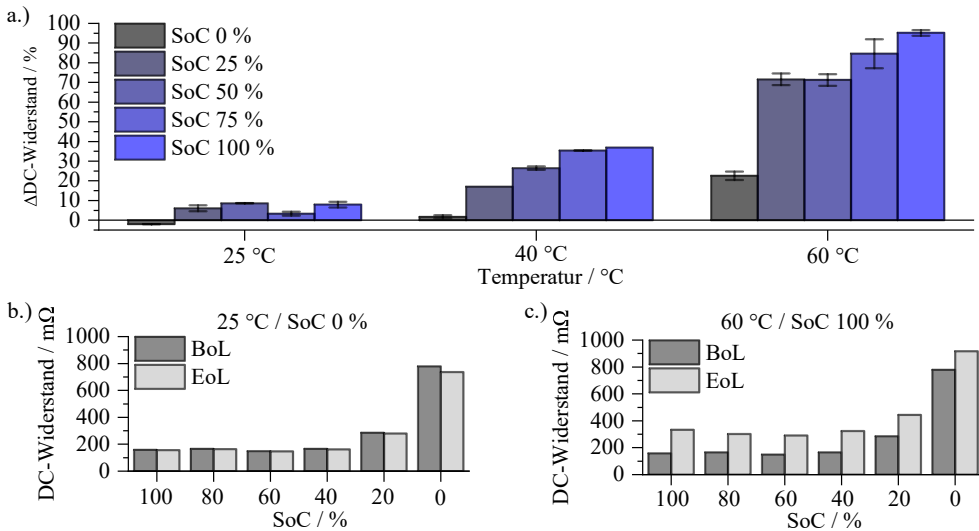 a.)
ΔDC-Widerstand / %
100
90
80
70
60
50
40
30
20
10
0
SoC 0 %
SoC 25 %
SoC 50 %
SoC 75 %
SoC 100 %
25 °C
40 °C
60 °C
Temperatur / °C
b.)
25 °C / SoC 0 %
DC-Widerstand / mΩ
1000
800
600
400
200
0
BoL
EoL
100 80 60 40 20 0
SoC / %
c.)
60 °C / SoC 100 %
DC-Widerstand / mΩ
1000
800
600
400
200
0
BoL
EoL
100 80 60 40 20 0
SoC / %